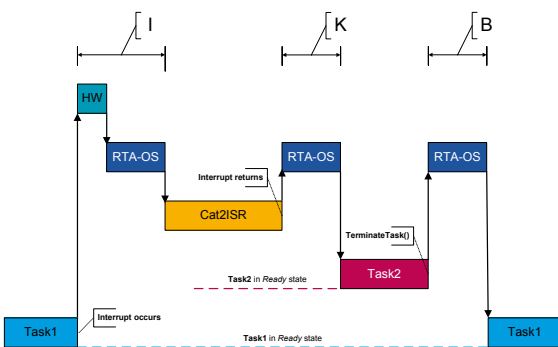 I
K
B
HW
RTA-OS
RTA-OS
RTA-OS
Interrupt returns
Cat2ISR
TerminateTask()
Task2
Task2 in Ready state
Task1
Interrupt occurs
Task1
Task1 in Ready state